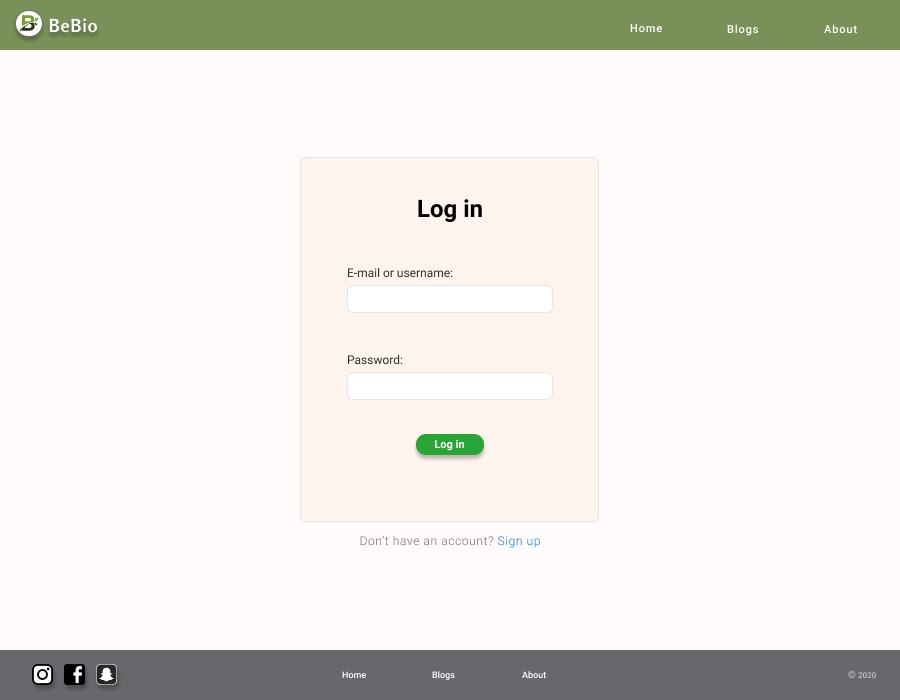 BeBio
Home Blogs About
Log in
E-mail or username:
Password:
Log in
Don't have an account? Sign up
Home Blogs About © 2020